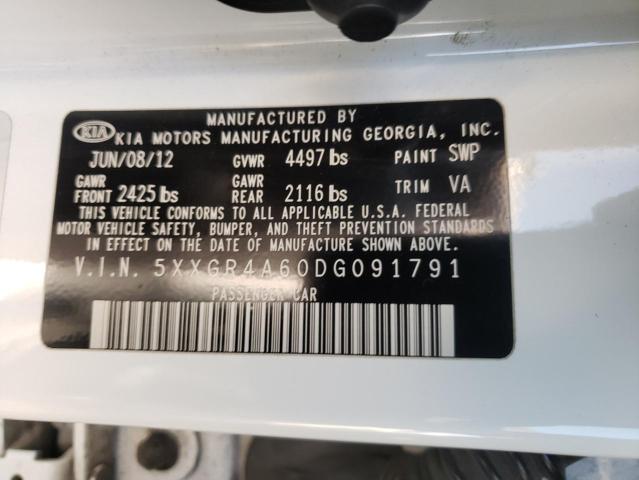 MANUFACTURED BY
KIA KIA MOTORS MANUFACTURING GEORGIA, INC.
JUN/08/12 GVWR 4497 lbs PAINT SWP
GAWR FRONT 2425 lbs GAWR REAR 2116 lbs TRIM VA
THIS VEHICLE CONFORMS TO ALL APPLICABLE U.S.A. FEDERAL
MOTOR VEHICLE SAFETY, BUMPER, AND THEFT PREVENTION STANDARDS
IN EFFECT ON THE DATE OF MANUFACTURE SHOWN ABOVE.
V.I.N. 5XXGR4A60DG091791
PASSENGER CAR